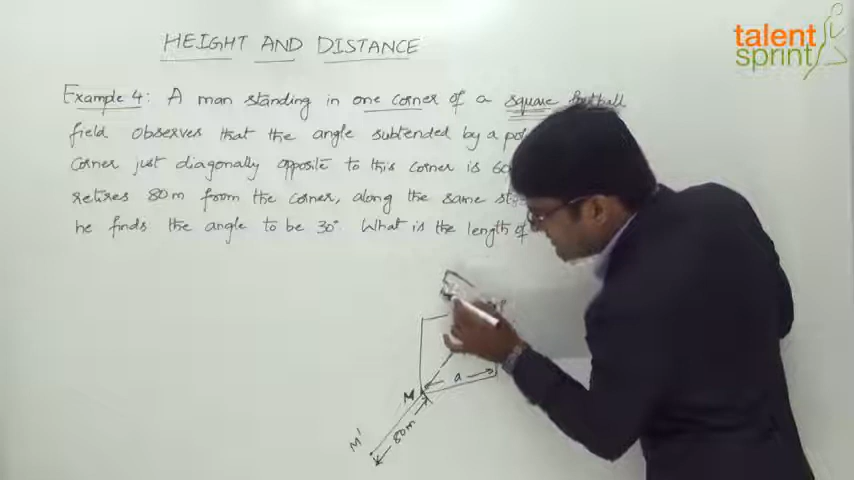 HEIGHT AND DISTANCE
talent
sprint
Example 4: A man standing in one corner of a square football
field observes that the angle subtended by a
corner just diagonally opposite to this corner is 60
retires 80m from the corner, along the same
he finds the angle to be 30°. What is the length of
a
M
80m
M'